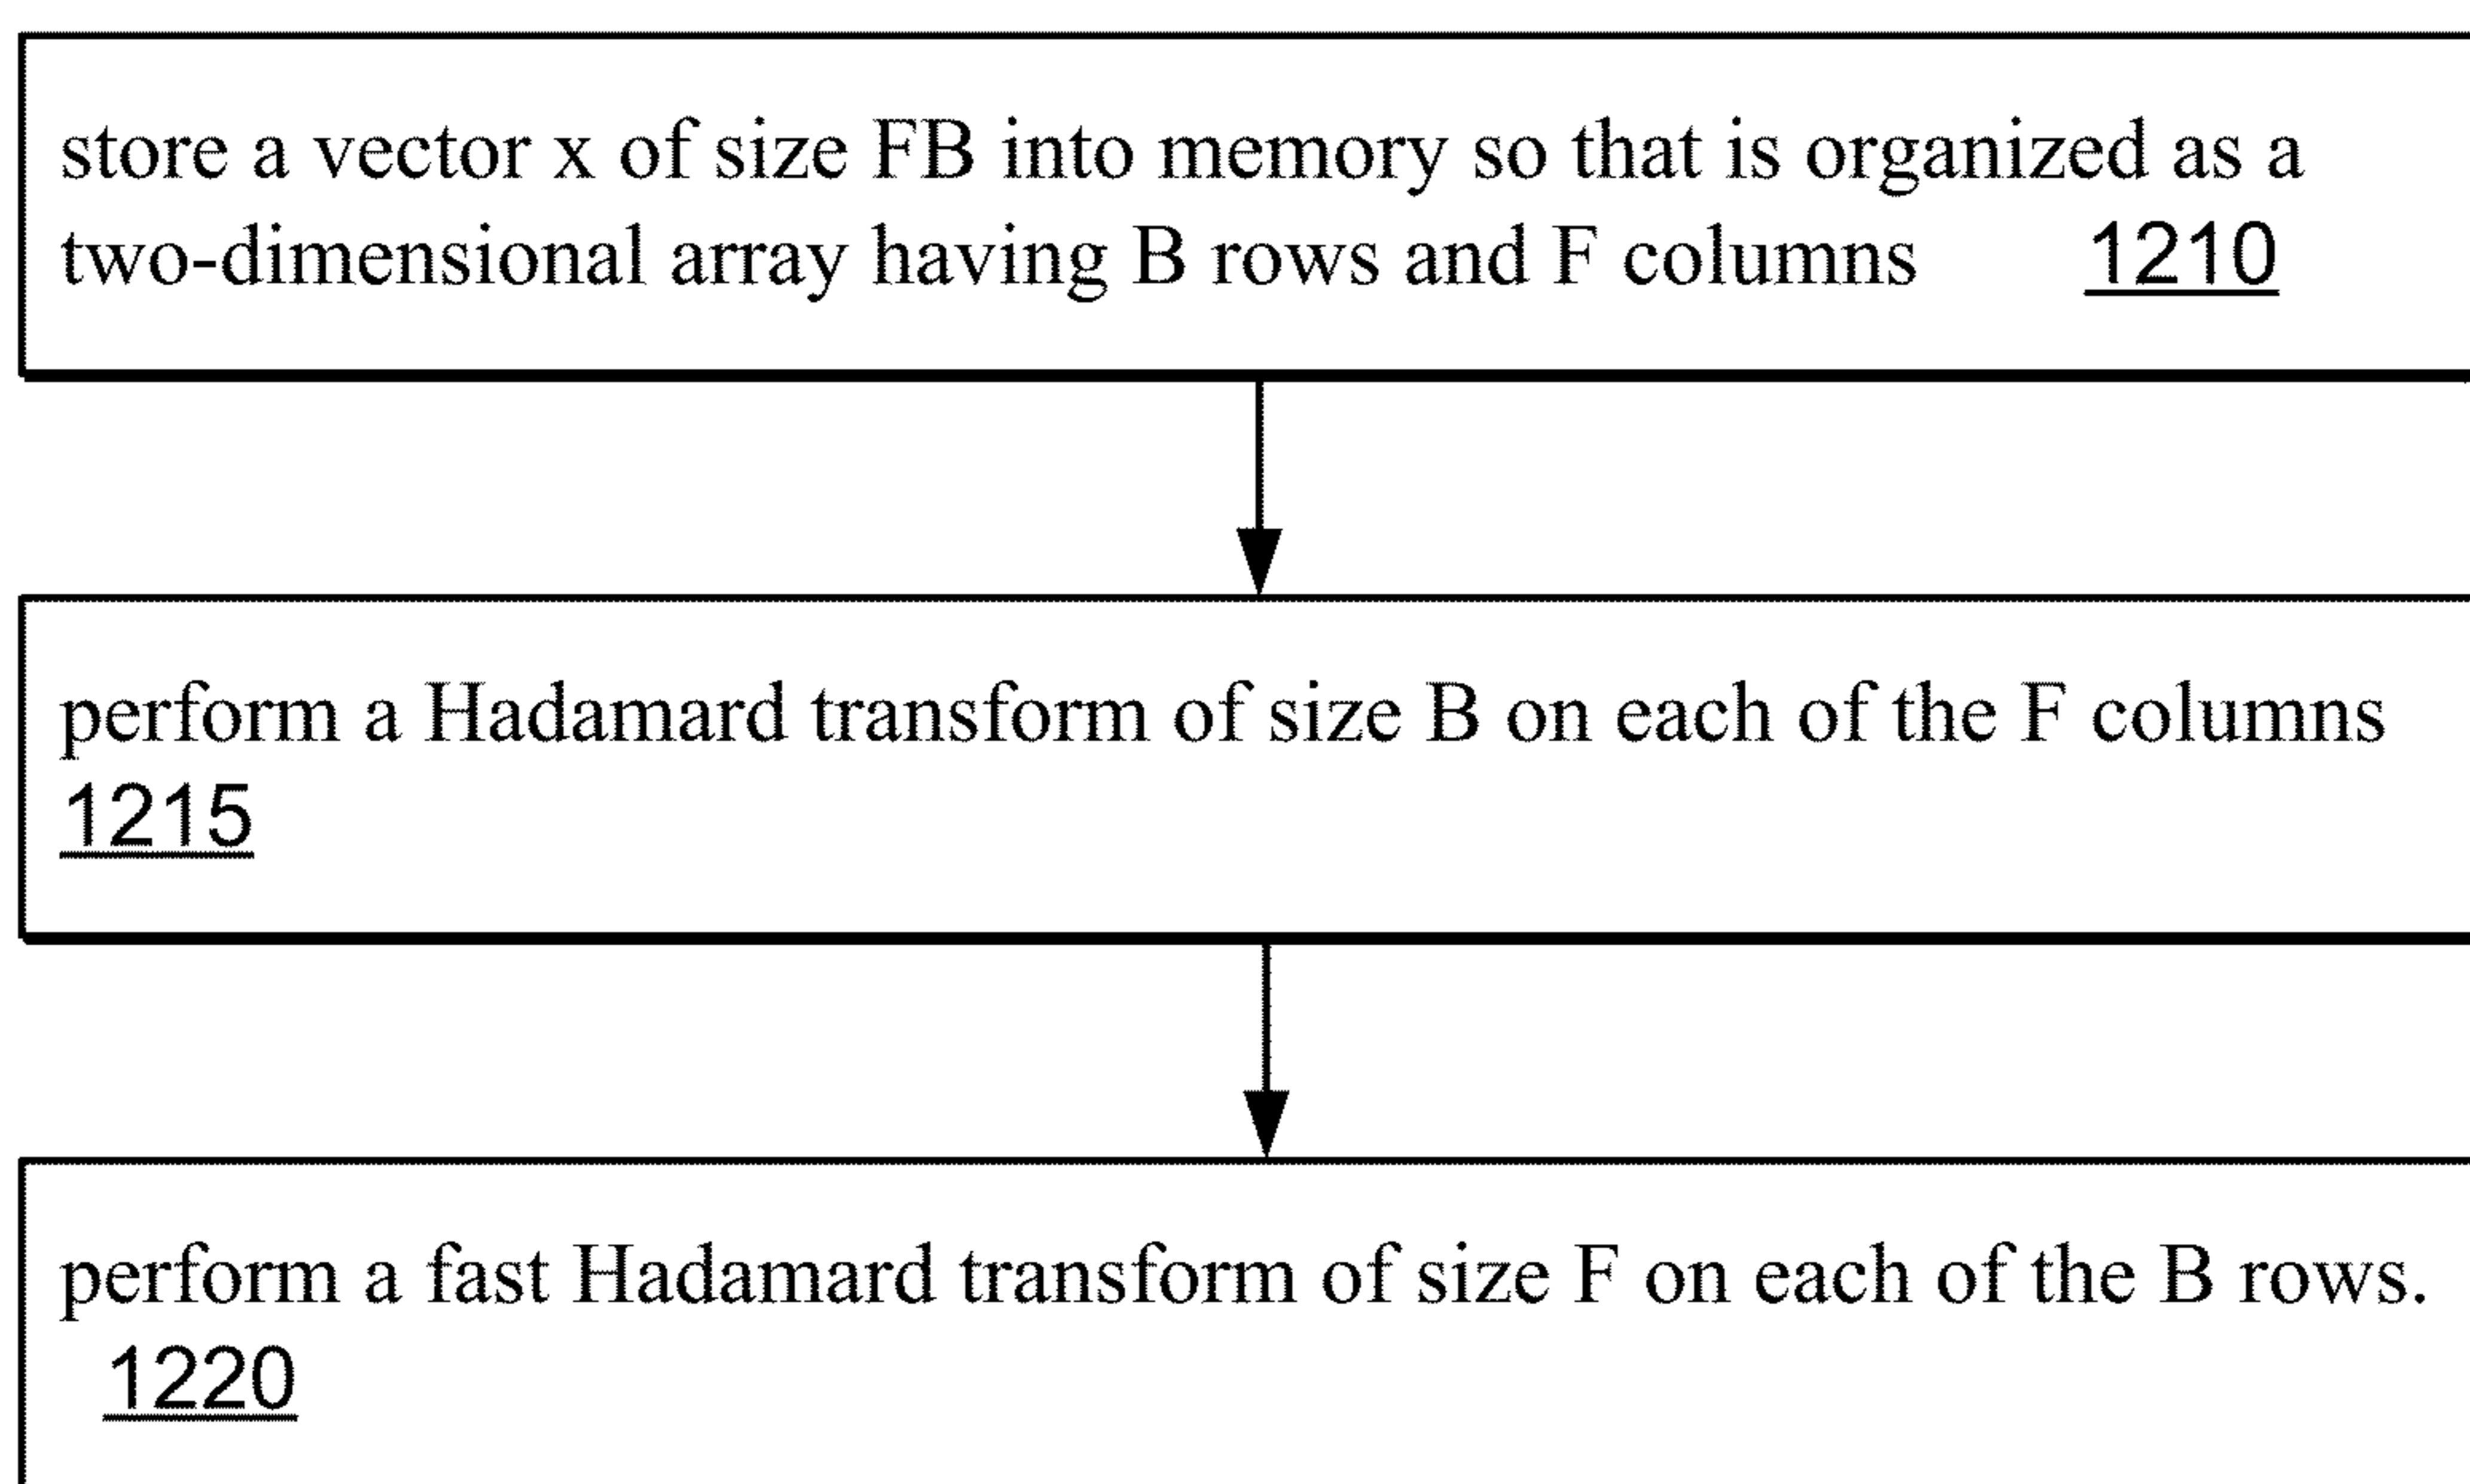 store a vector x of size FB into memory so that is organized as a
two-dimensional array having B rows and F columns 1210
perform a Hadamard transform of size B on each of the F columns
1215
perform a fast Hadamard transform of size F on each of the B rows.
1220